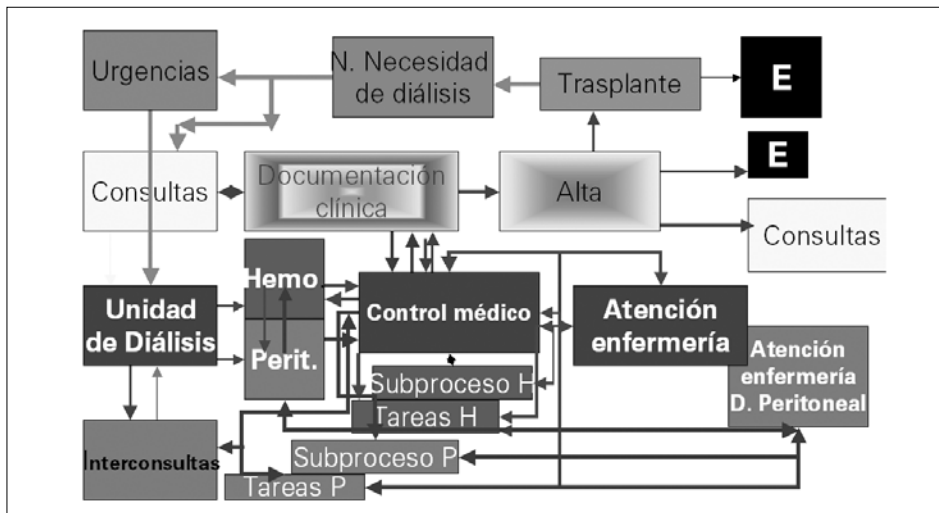 Urgencias
N. Necesidad
de diálisis
Trasplante
E
Consultas
Documentación
clínica
Alta
E
Consultas
Hemo.
Unidad
de Diálisis
Perit.
Control médico
Atención
enfermería
Atención
enfermería
D. Peritoneal
Subproceso H
Tareas H
Interconsultas
Subproceso P
Tareas P